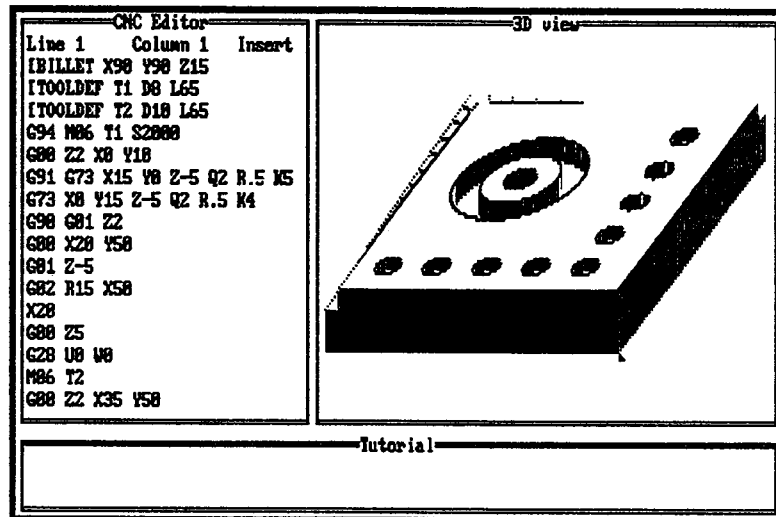 CNC Editor
Line 1 Column 1 Insert
[BILLET X90 Y90 Z15
[TOOLDEF T1 D8 L65
[TOOLDEF T2 D10 L65
G94 M06 T1 S2000
G00 Z2 X0 Y10
G91 G73 X15 Y0 Z-5 Q2 R.5 K5
G73 X0 Y15 Z-5 Q2 R.5 K4
G90 G01 Z2
G00 X20 Y50
G01 Z-5
G02 R15 X50
X20
G00 Z5
G28 U0 W0
M06 T2
G00 Z2 X35 Y50
3D view
Tutorial